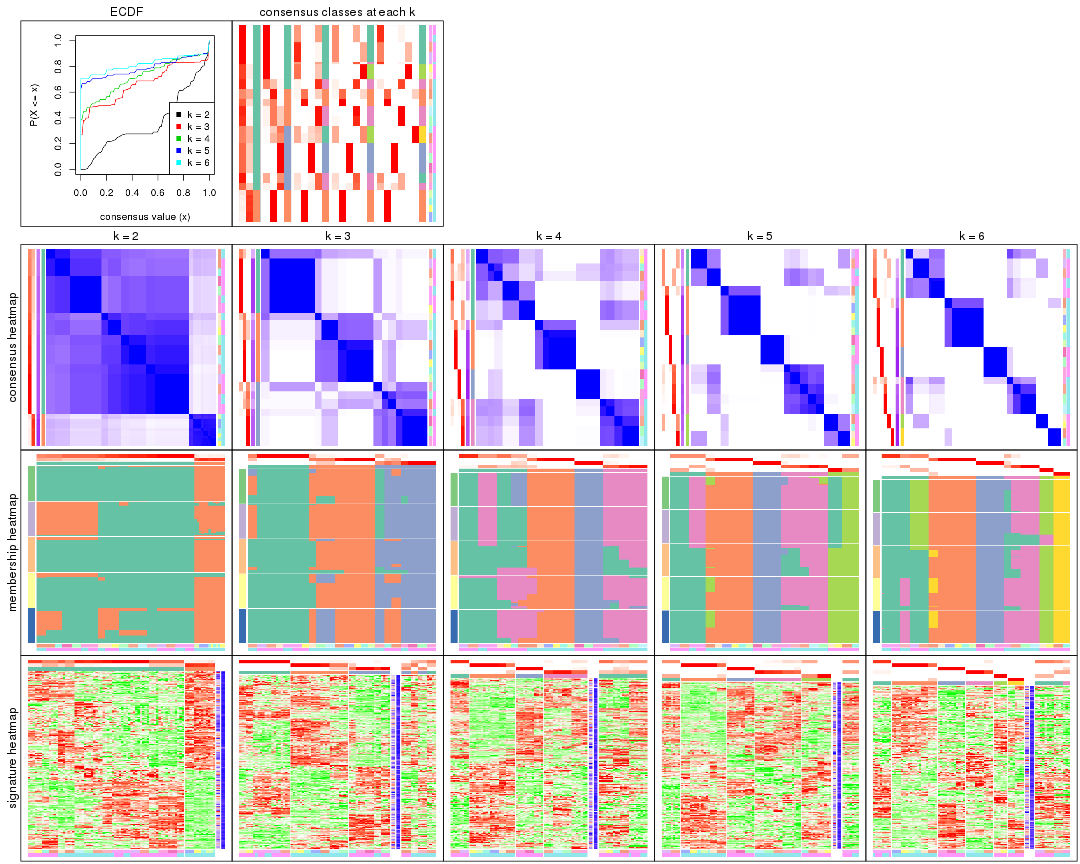 ECDF
consensus classes at each k
P(X <= x)
1.0
0.8
0.6
0.4
0.2
0.0
k = 2
k = 3
k = 4
k = 5
k = 6
0.0 0.2 0.4 0.6 0.8 1.0
consensus value (x)
k = 2
k = 3
k = 4
k = 5
k = 6
consensus heatmap
membership heatmap
signature heatmap